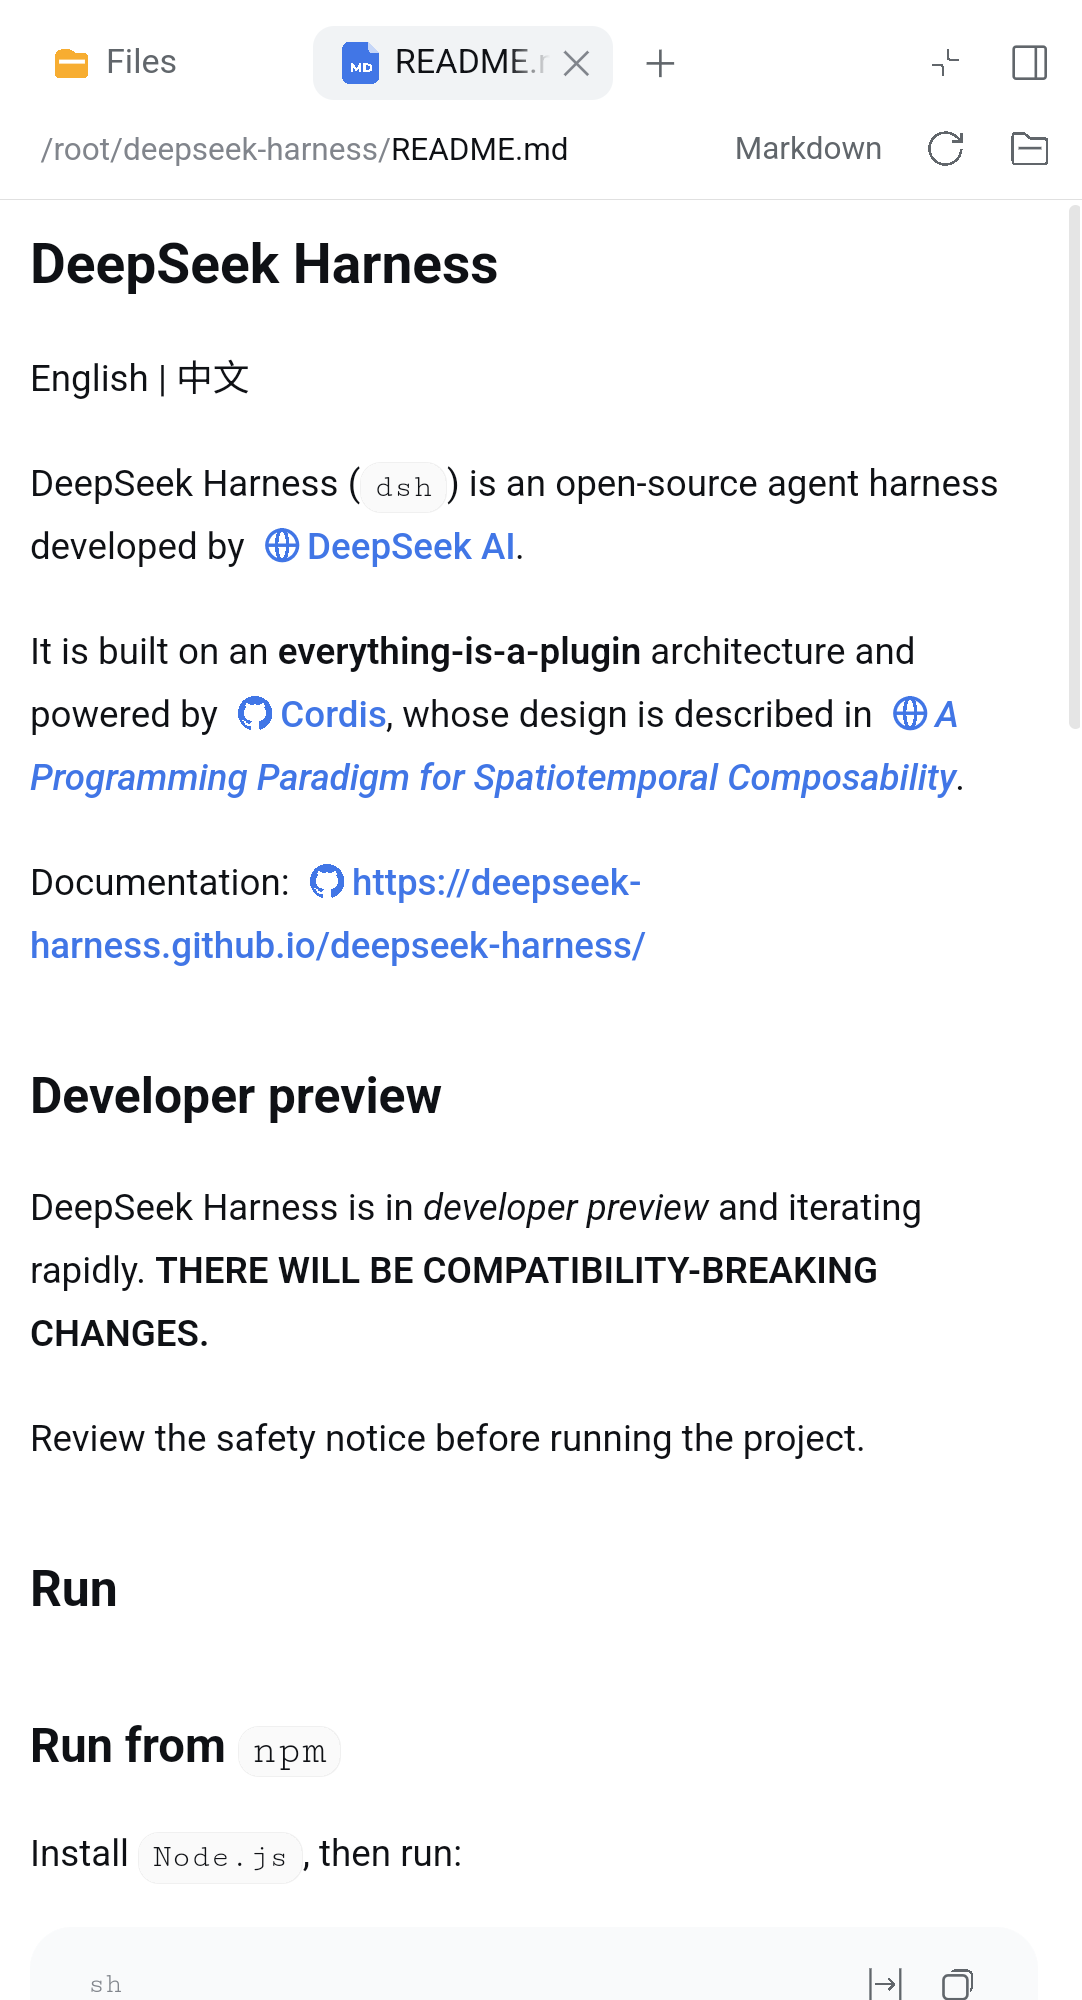 Files
README.
/root/deepseek-harness/README.md
Markdown
DeepSeek Harness
English | 中文
DeepSeek Harness (dsh) is an open-source agent harness
developed by DeepSeek AI.
It is built on an everything-is-a-plugin architecture and
powered by Cordis, whose design is described in A
Programming Paradigm for Spatiotemporal Composability.
Documentation: https://deepseek-
harness.github.io/deepseek-harness/
Developer preview
DeepSeek Harness is in developer preview and iterating
rapidly. THERE WILL BE COMPATIBILITY-BREAKING
CHANGES.
Review the safety notice before running the project.
Run
Run from npm
Install Node.js, then run:
sh